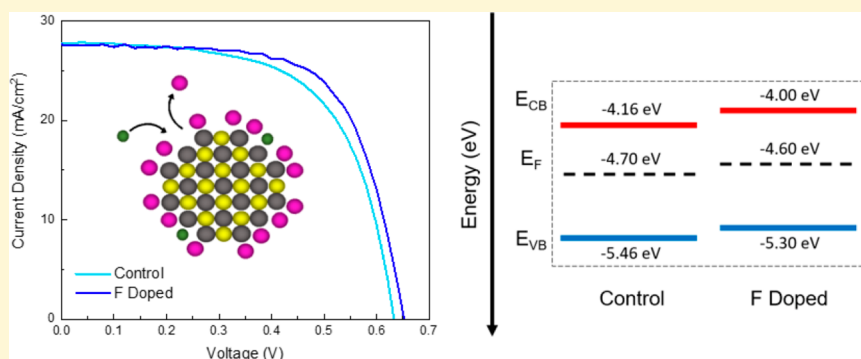 30
20
10
0
0.0 0.1 0.2 0.3 0.4 0.5 0.6 0.7
Current Density (mA/cm²)
Voltage (V)
Control
F Doped
Energy (eV)
E_CB
E_F
E_VB
-4.16 eV
-4.00 eV
-4.70 eV
-4.60 eV
-5.46 eV
-5.30 eV
Control
F Doped